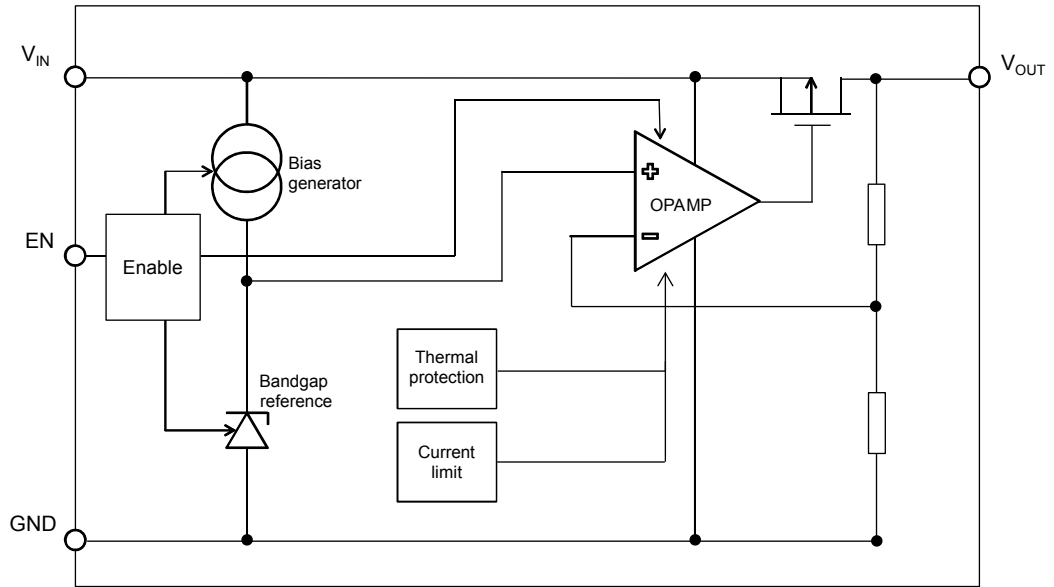 V_IN
V_OUT
Bias
generator
OPAMP
EN
Enable
Thermal
protection
Bandgap
reference
Current
limit
GND